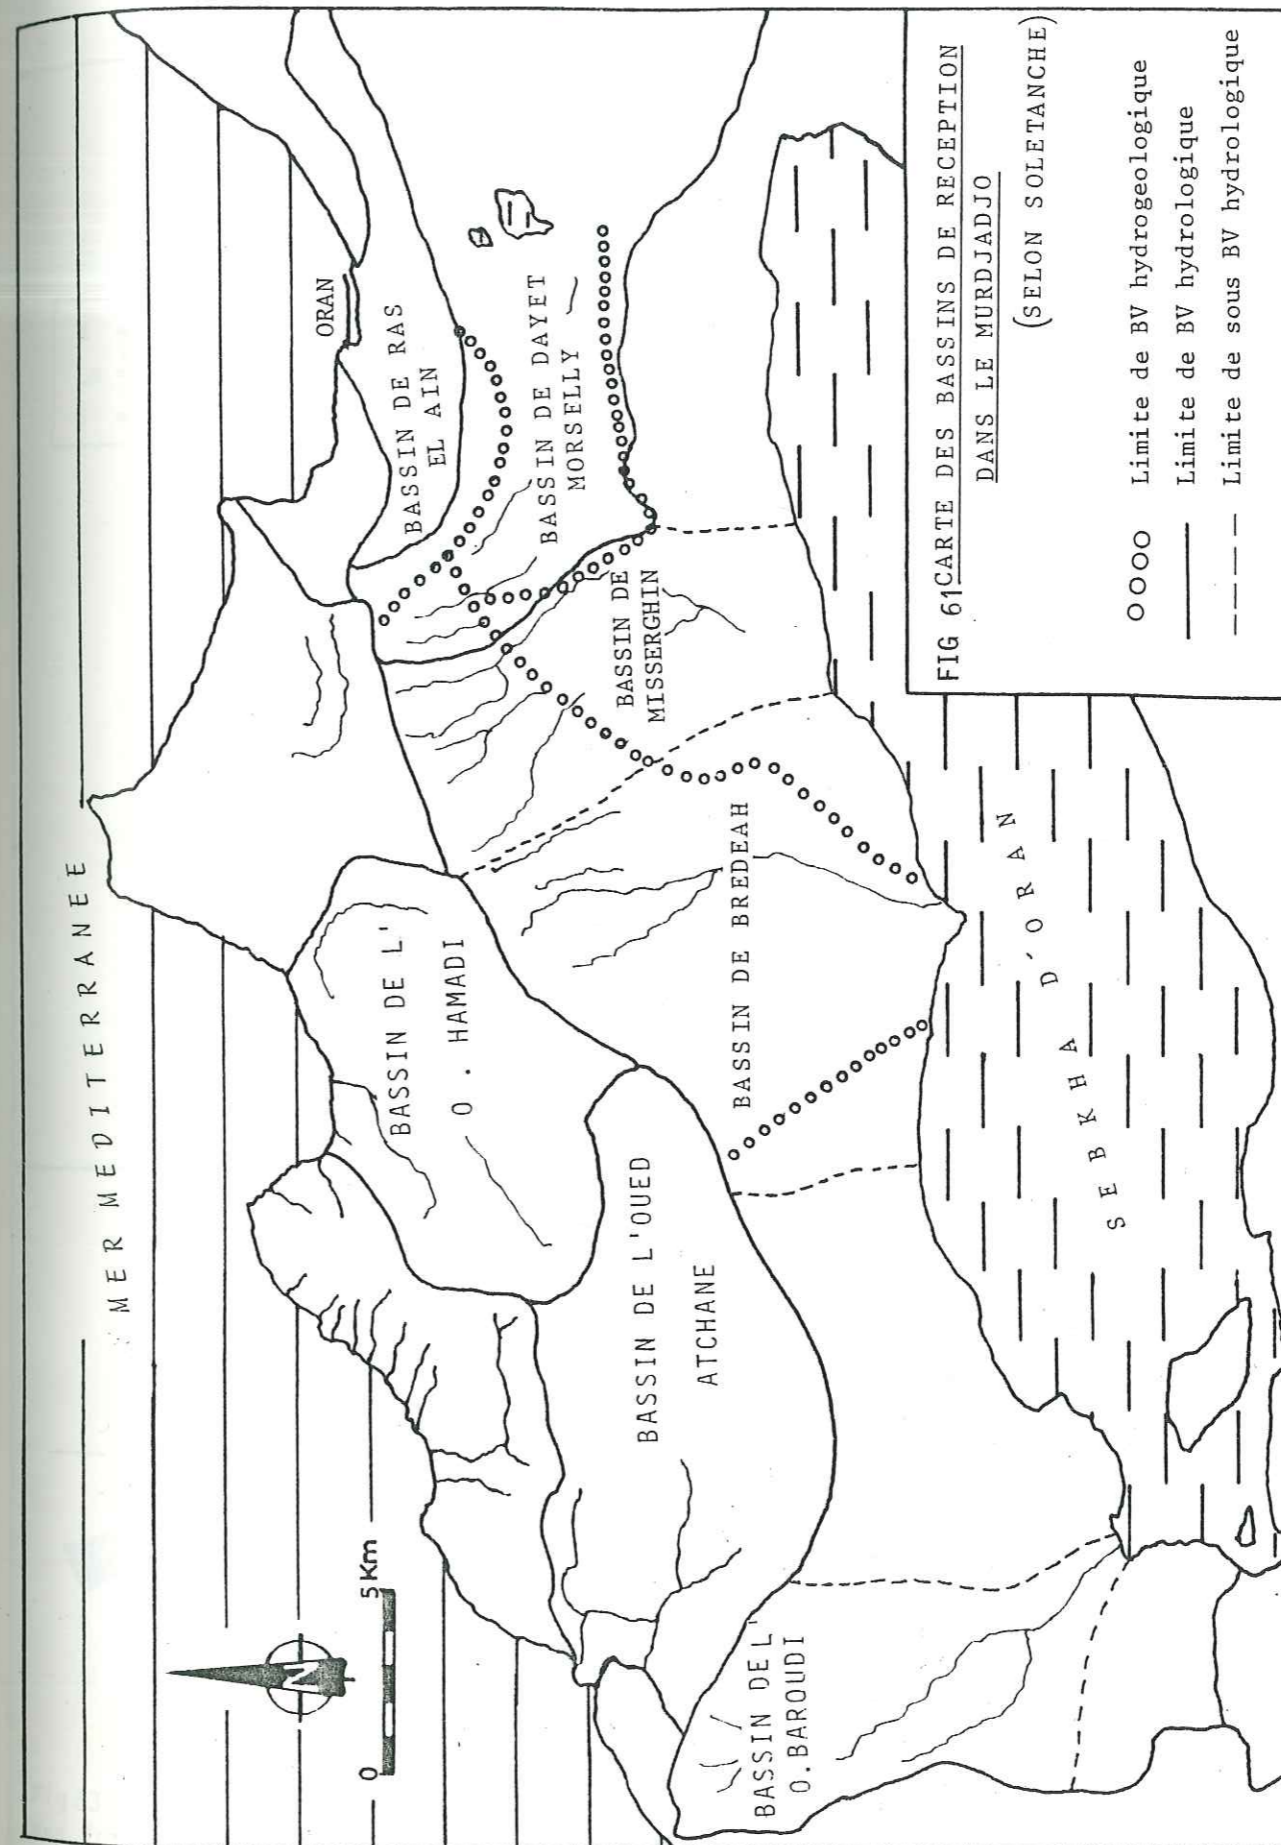 MER MEDITERRANEE
N
0 5 Km
ORAN
BASSIN DE RAS
EL AIN
BASSIN DE DAYET
MORSELLY
BASSIN DE
MISSERGHIN
BASSIN DE BREDEAH
BASSIN DE L'
O . HAMADI
BASSIN DE L'OUED
ATCHANE
BASSIN DE L'
O.BAROUDI
SEBKHA D'ORAN
FIG 61 CARTE DES BASSINS DE RECEPTION
DANS LE MURDJADJO
(SELON SOLETANCHE)
Limite de BV hydrogeologique
Limite de BV hydrologique
Limite de sous BV hydrologique